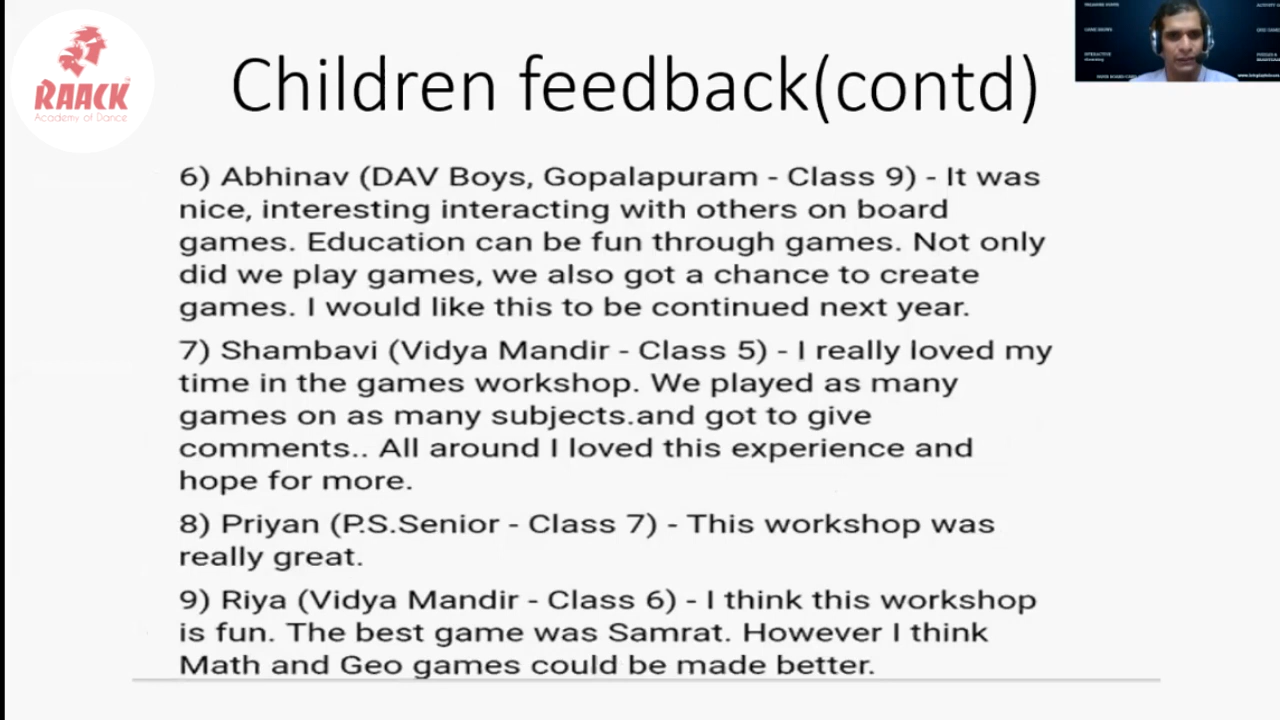 RAACK
Academy of Dance
Children feedback(contd)
6) Abhinav (DAV Boys, Gopalapuram - Class 9) - It was
nice, interesting interacting with others on board
games. Education can be fun through games. Not only
did we play games, we also got a chance to create
games. I would like this to be continued next year.
7) Shambavi (Vidya Mandir - Class 5) - I really loved my
time in the games workshop. We played as many
games on as many subjects.and got to give
comments.. All around I loved this experience and
hope for more.
8) Priyan (P.S.Senior - Class 7) - This workshop was
really great.
9) Riya (Vidya Mandir - Class 6) - I think this workshop
is fun. The best game was Samrat. However I think
Math and Geo games could be made better.